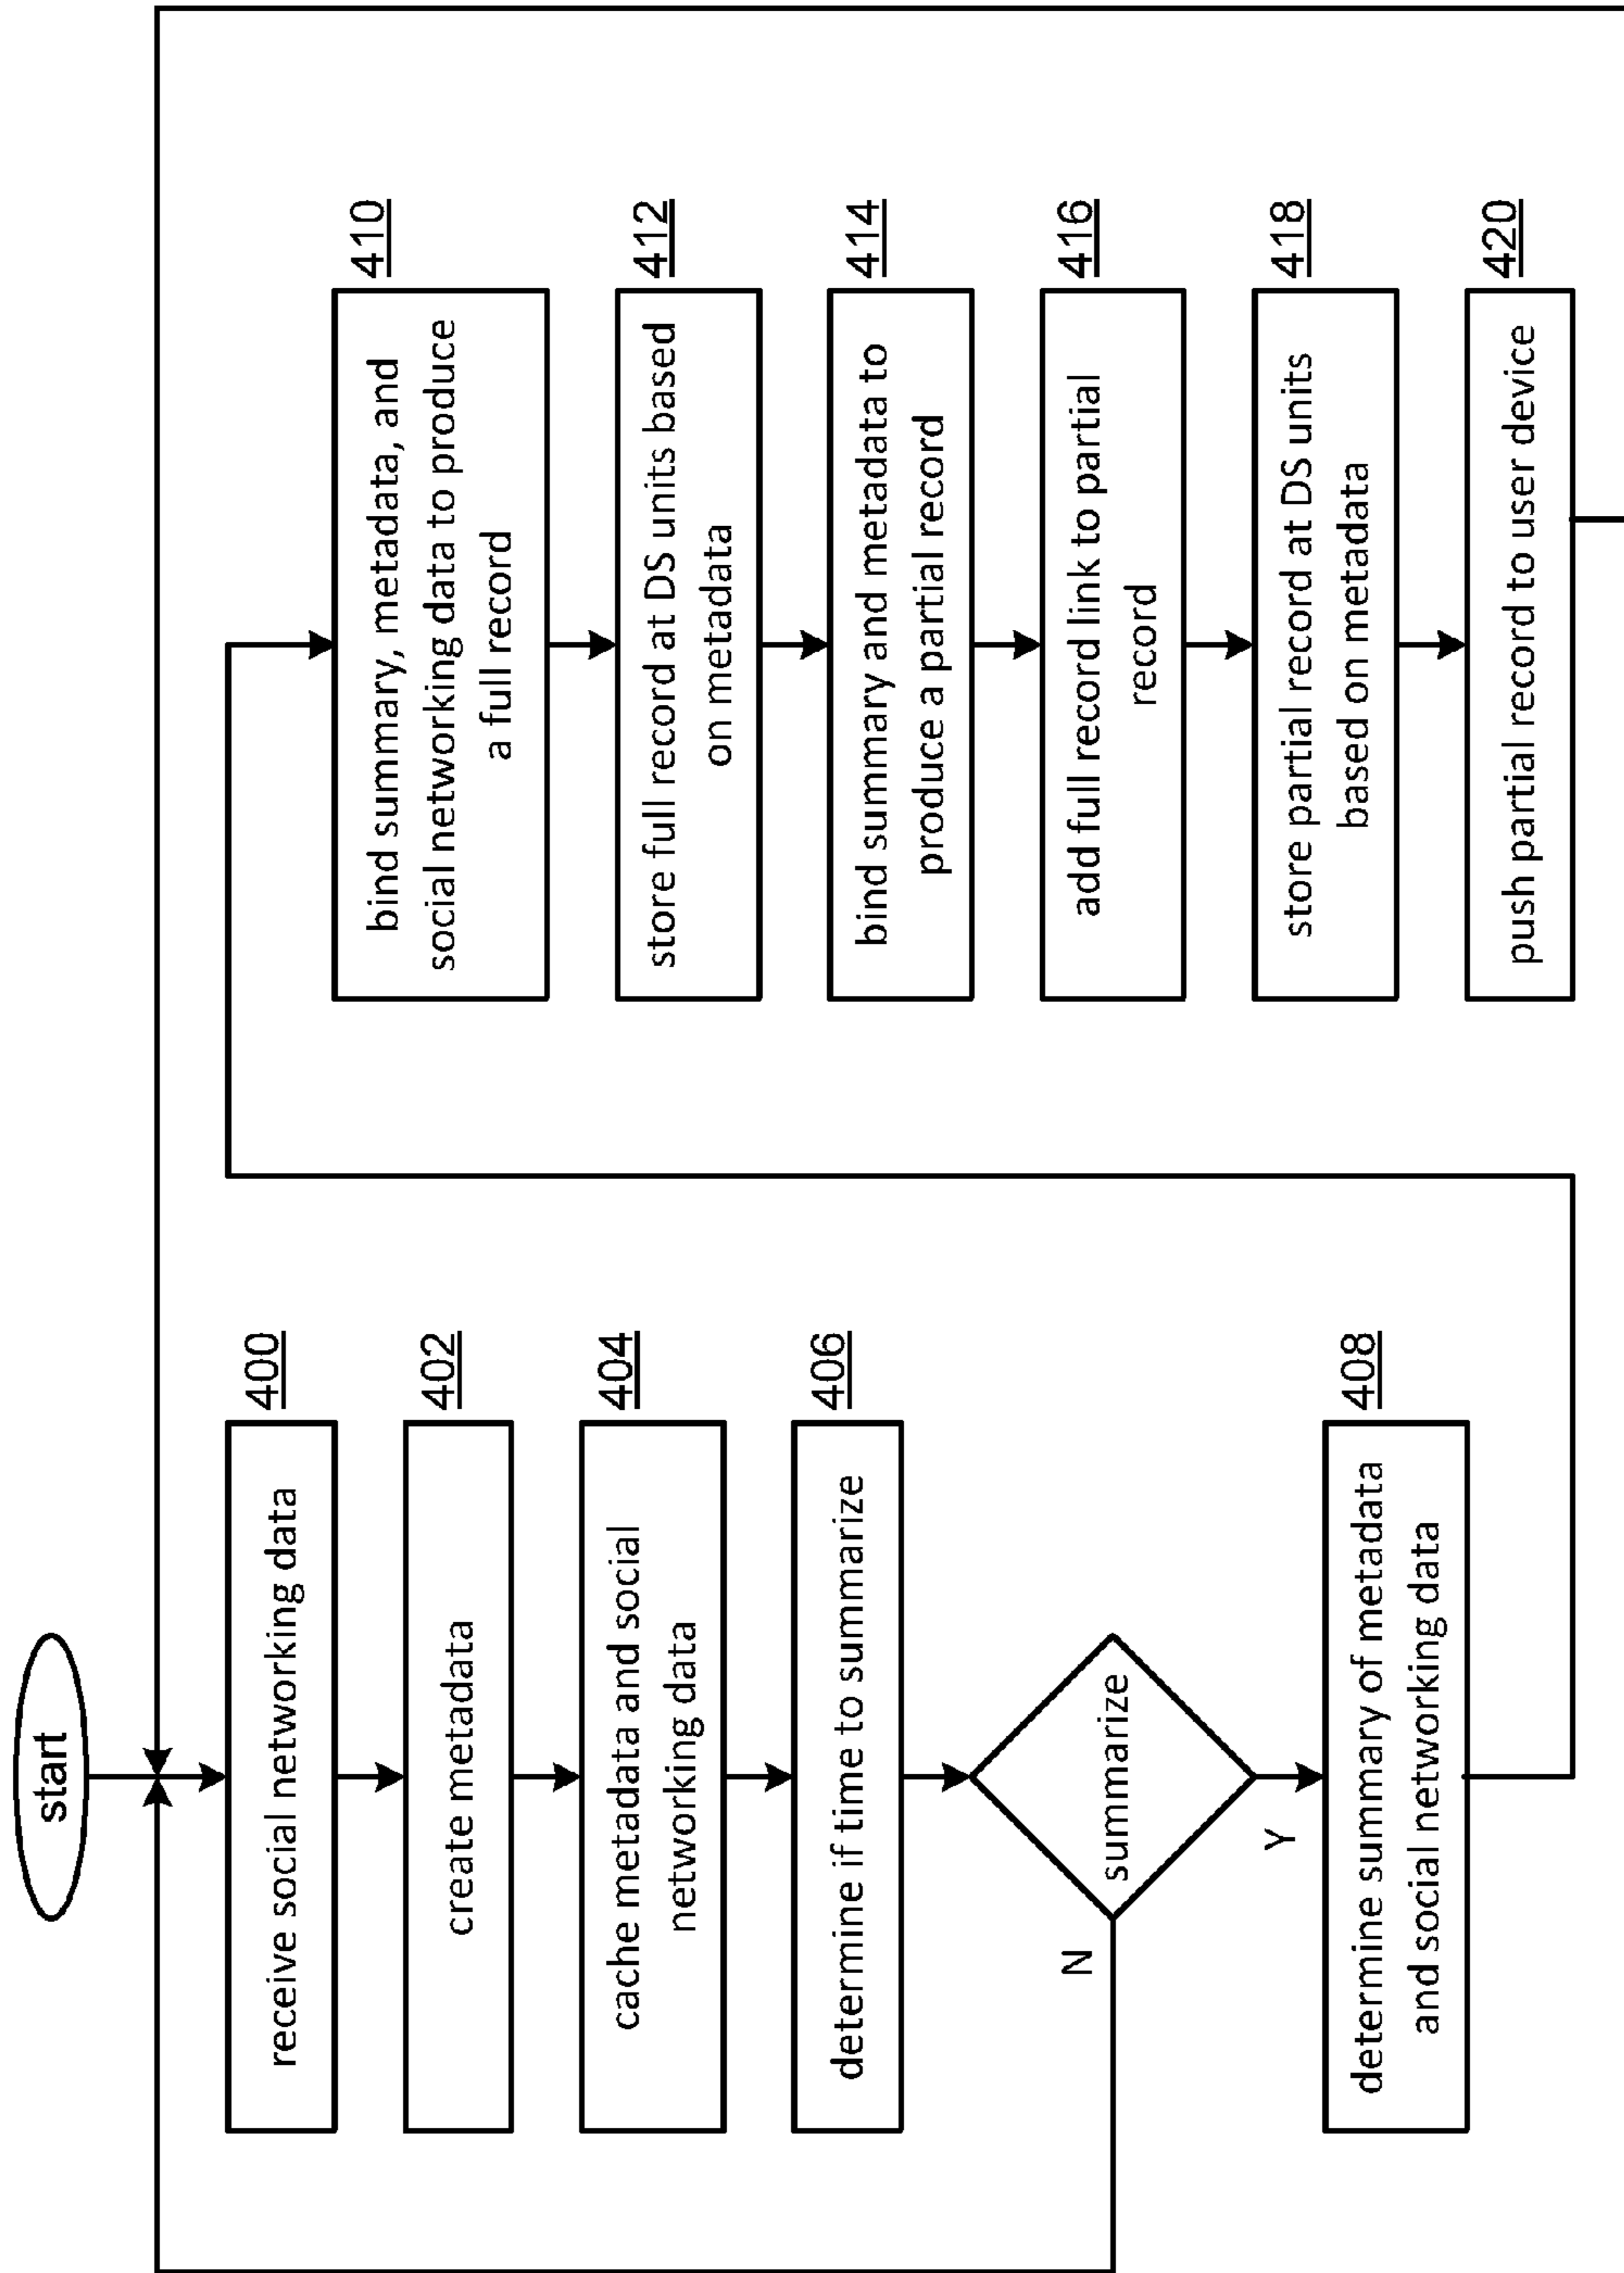 start
400
receive social networking data
402
create metadata
404
cache metadata and social
networking data
406
determine if time to summarize
summarize
N
Y
408
determine summary of metadata
and social networking data
410
bind summary, metadata, and
social networking data to produce
a full record
412
store full record at DS units based
on metadata
414
bind summary and metadata to
produce a partial record
416
add full record link to partial
record
418
store partial record at DS units
based on metadata
420
push partial record to user device